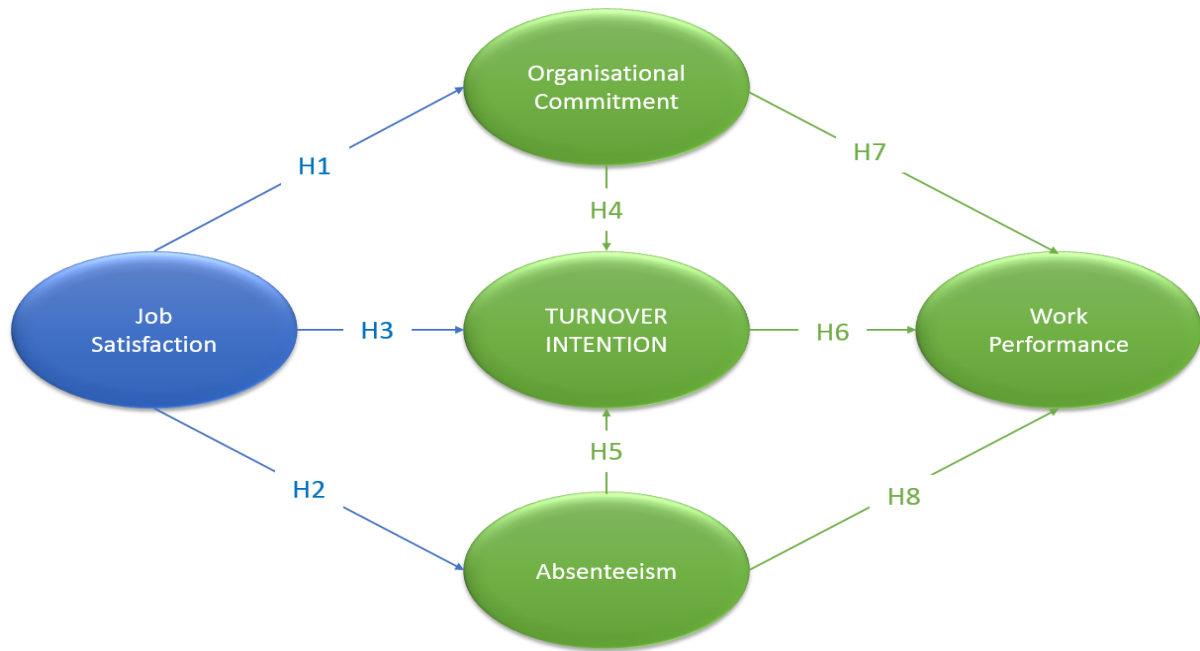 Organisational
Commitment
H1
H7
H4
Job
Satisfaction
H3
TURNOVER
INTENTION
H6
Work
Performance
H5
H2
H8
Absenteeism